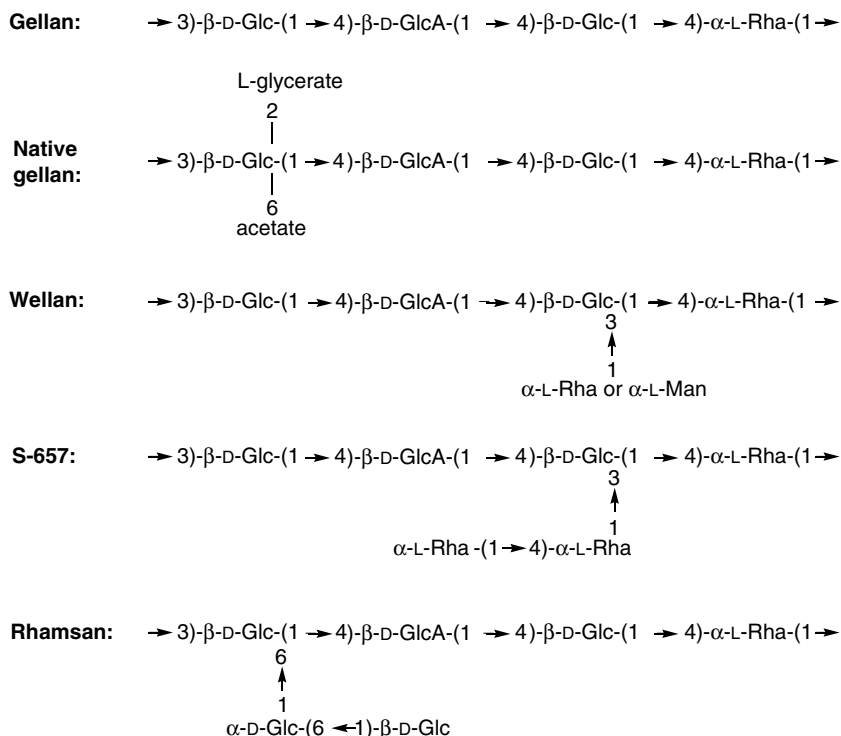 Gellan: → 3)-β-D-Glc-(1 → 4)-β-D-GlcA-(1 → 4)-β-D-Glc-(1 → 4)-α-L-Rha-(1 →
L-glycerate
2
Native gellan: → 3)-β-D-Glc-(1 → 4)-β-D-GlcA-(1 → 4)-β-D-Glc-(1 → 4)-α-L-Rha-(1 →
6
acetate
Wellan: → 3)-β-D-Glc-(1 → 4)-β-D-GlcA-(1 → 4)-β-D-Glc-(1 → 4)-α-L-Rha-(1 →
3
1
α-L-Rha or α-L-Man
S-657: → 3)-β-D-Glc-(1 → 4)-β-D-GlcA-(1 → 4)-β-D-Glc-(1 → 4)-α-L-Rha-(1 →
3
1
α-L-Rha -(1 → 4)-α-L-Rha
Rhamsan: → 3)-β-D-Glc-(1 → 4)-β-D-GlcA-(1 → 4)-β-D-Glc-(1 → 4)-α-L-Rha-(1 →
6
1
α-D-Glc-(6 ← 1)-β-D-Glc